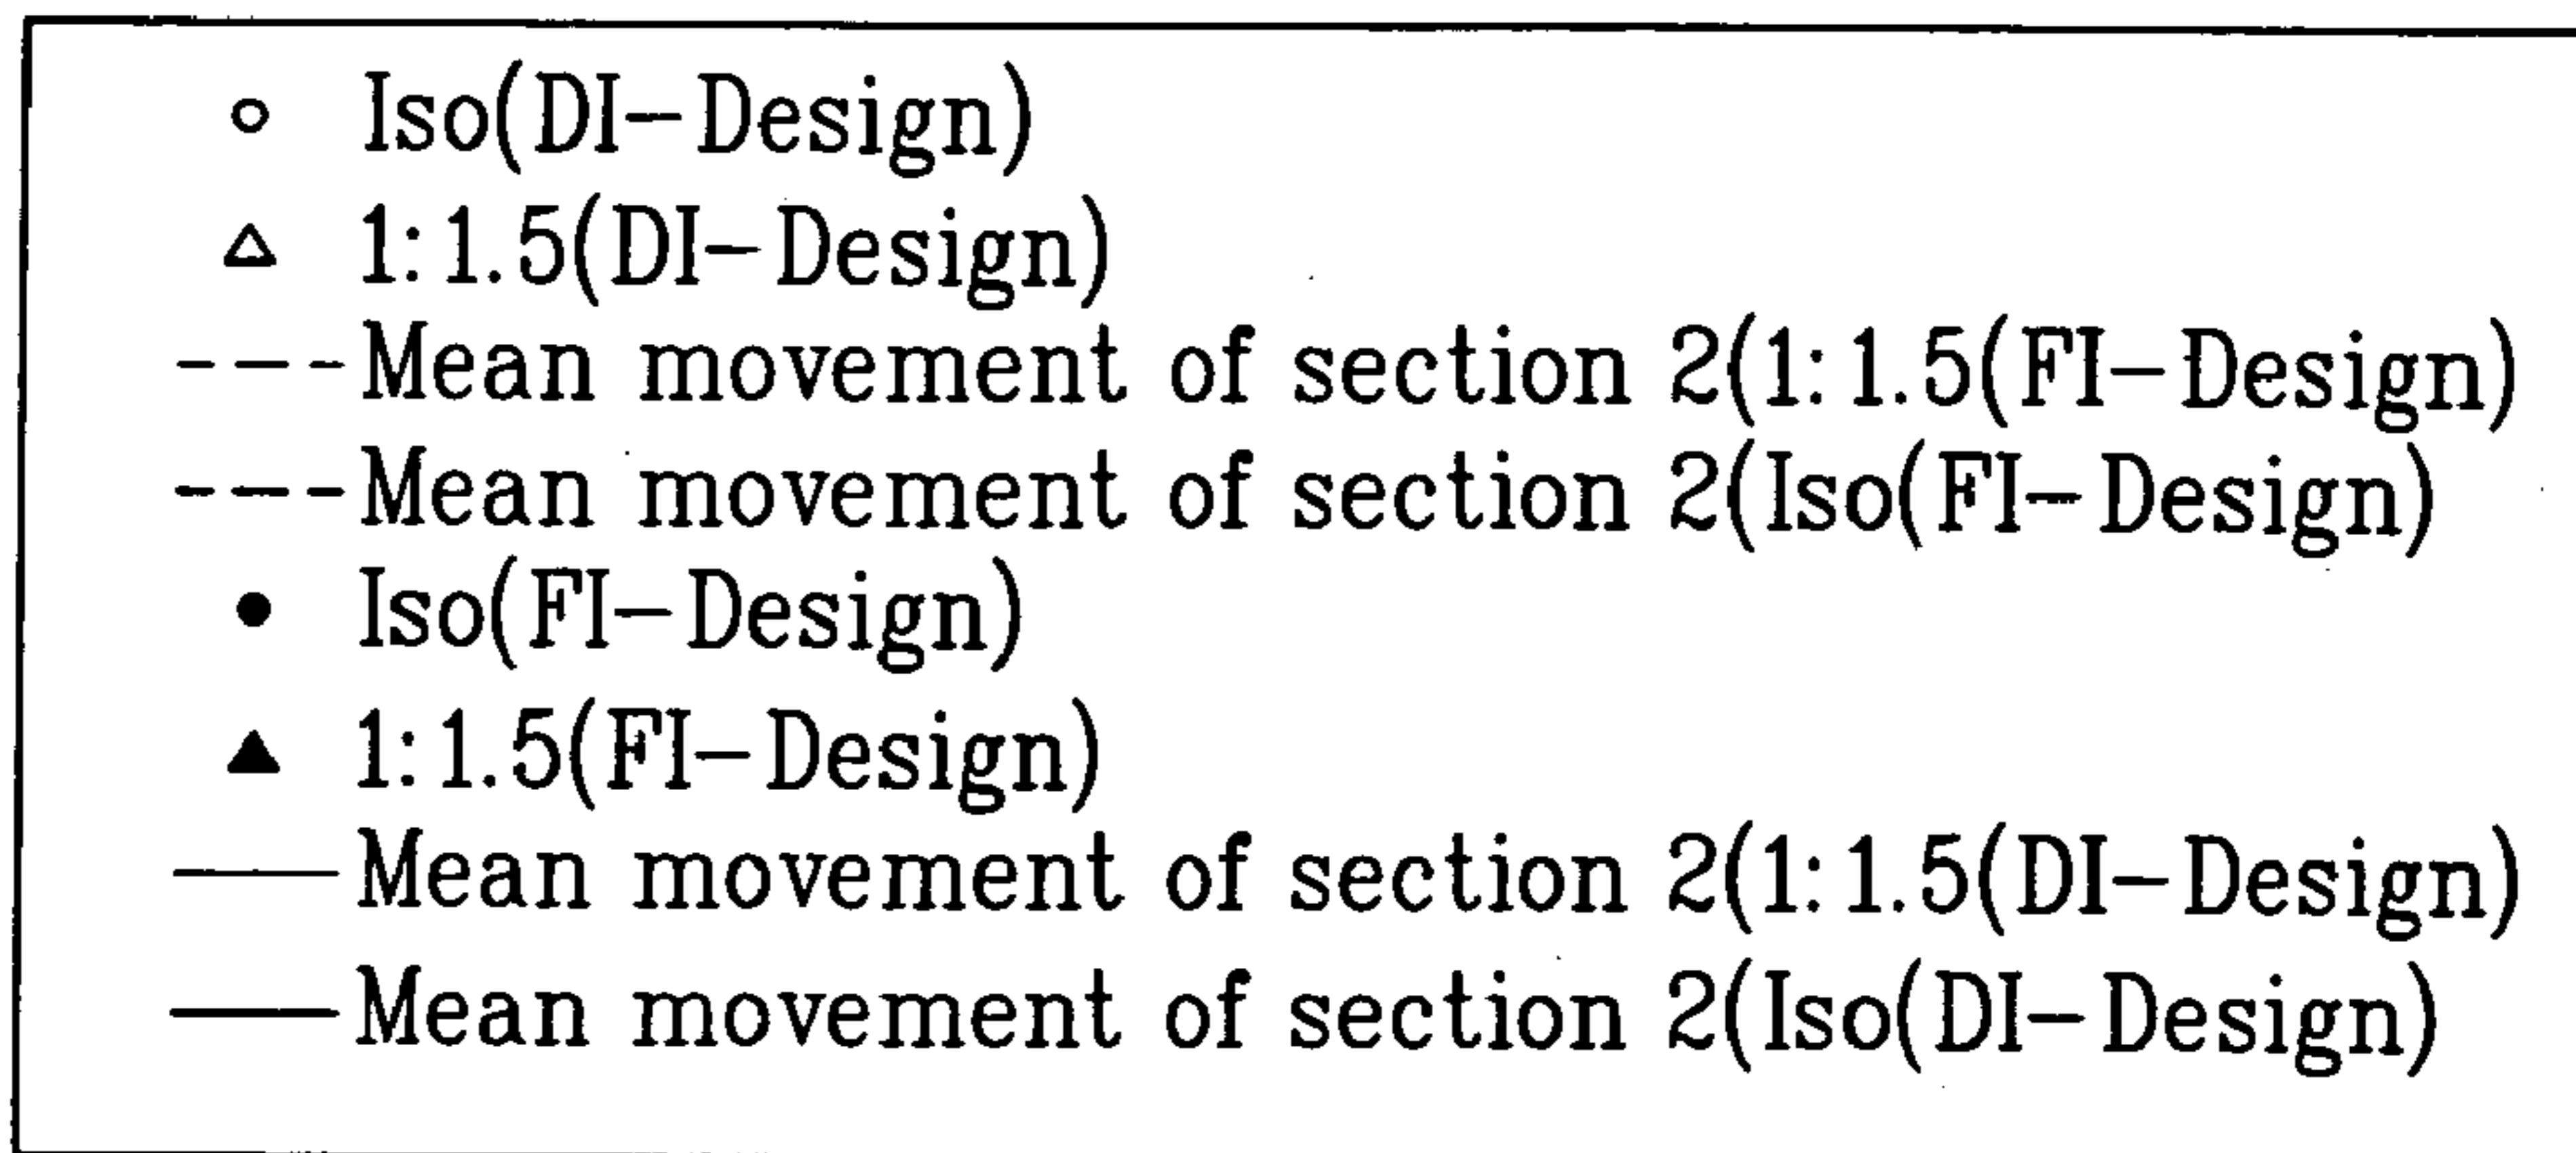 Iso(DI-Design)
1:1.5(DI-Design)
Mean movement of section 2(1:1.5(FI-Design)
Mean movement of section 2(Iso(FI-Design)
Iso(FI-Design)
1:1.5(FI-Design)
Mean movement of section 2(1:1.5(DI-Design)
Mean movement of section 2(Iso(DI-Design)